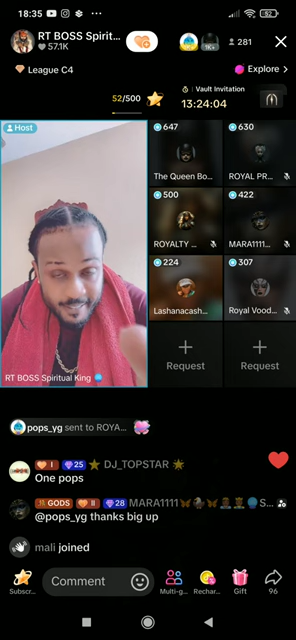 18:35
52
RT BOSS Spirit...
57.1K
1K+
281
League C4
Explore >
52/500
Vault Invitation
13:24:04
Host
647
The Queen Bo...
630
ROYAL PR...
500
ROYALTY ...
422
MARA1111...
224
Lashanacash...
307
Royal Vood...
RT BOSS Spiritual King
+
Request
+
Request
pops_yg sent to ROYA...
I 25 DJ_TOPSTAR
One pops
GODS II 28 MARA1111 S...
@pops_yg thanks big up
mali joined
Comment
Subscr...
Multi-g...
Rechar...
Gift
96